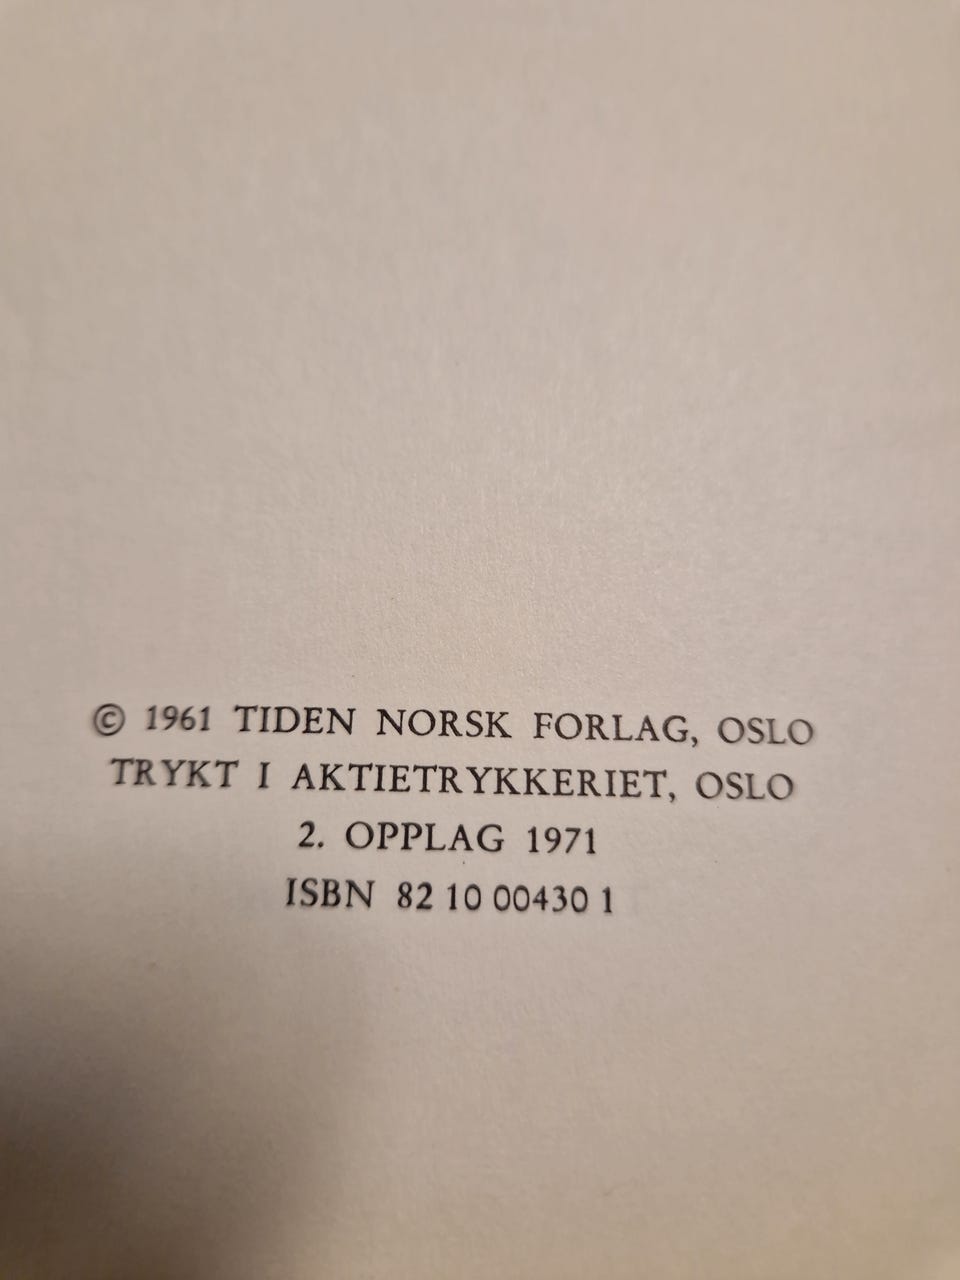 © 1961 TIDEN NORSK FORLAG, OSLO
TRYKT I AKTIETRYKKERIET, OSLO
2. OPPLAG 1971
ISBN 82 10 00430 1